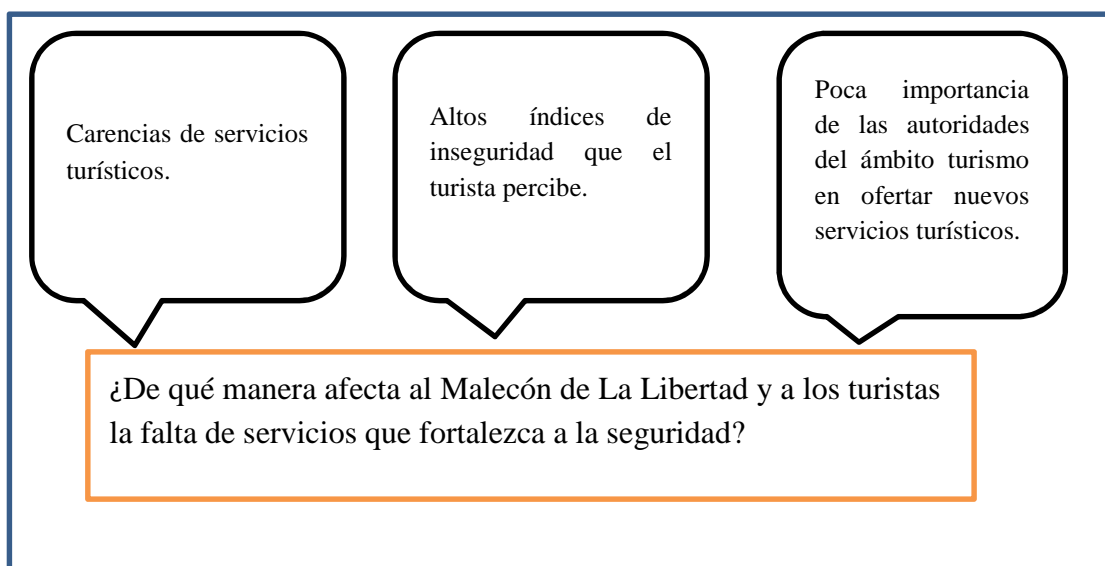 Carencias de servicios
turísticos.
Altos índices de
inseguridad que el
turista percibe.
Poca importancia
de las autoridades
del ámbito turismo
en ofertar nuevos
servicios turísticos.
¿De qué manera afecta al Malecón de La Libertad y a los turistas
la falta de servicios que fortalezca a la seguridad?